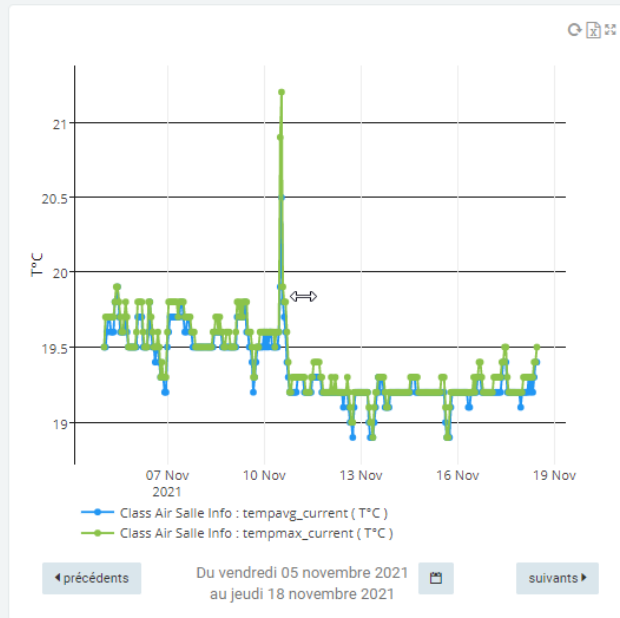 21
20.5
20
19.5
19
T°C
07 Nov
2021
10 Nov
13 Nov
16 Nov
19 Nov
Class Air Salle Info : tempavg_current ( T°C )
Class Air Salle Info : tempmax_current ( T°C )
précédents
Du vendredi 05 novembre 2021
au jeudi 18 novembre 2021
suivants